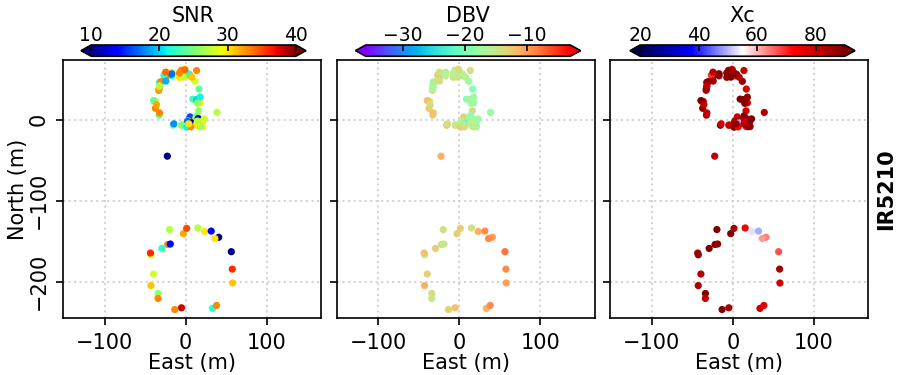 SNR
10 20 30 40
DBV
−30 −20 −10
Xc
20 40 60 80
North (m)
0
−100
−200
−100 0 100
East (m)
−100 0 100
East (m)
−100 0 100
East (m)
IR5210